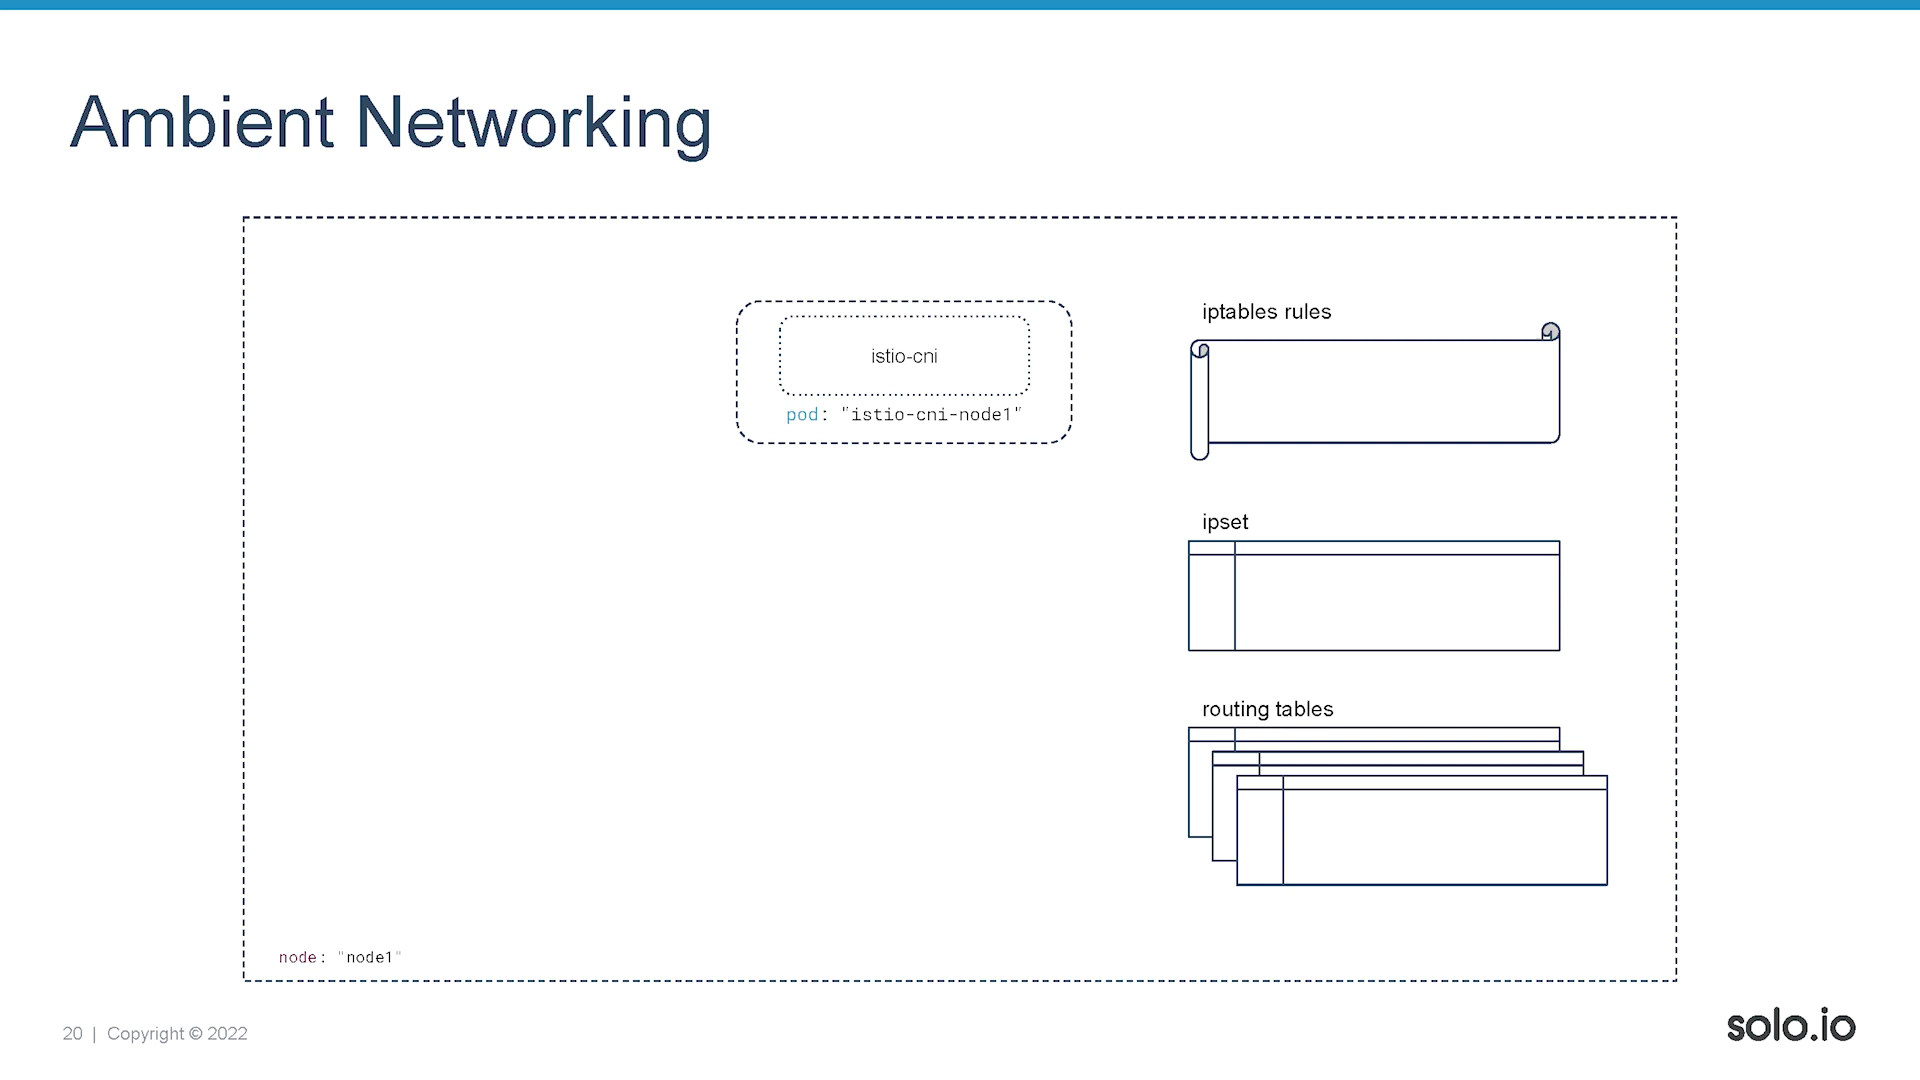 Ambient Networking
istio-cni
pod: "istio-cni-node1"
iptables rules
ipset
routing tables
node: "node1"
20 | Copyright © 2022
solo.io